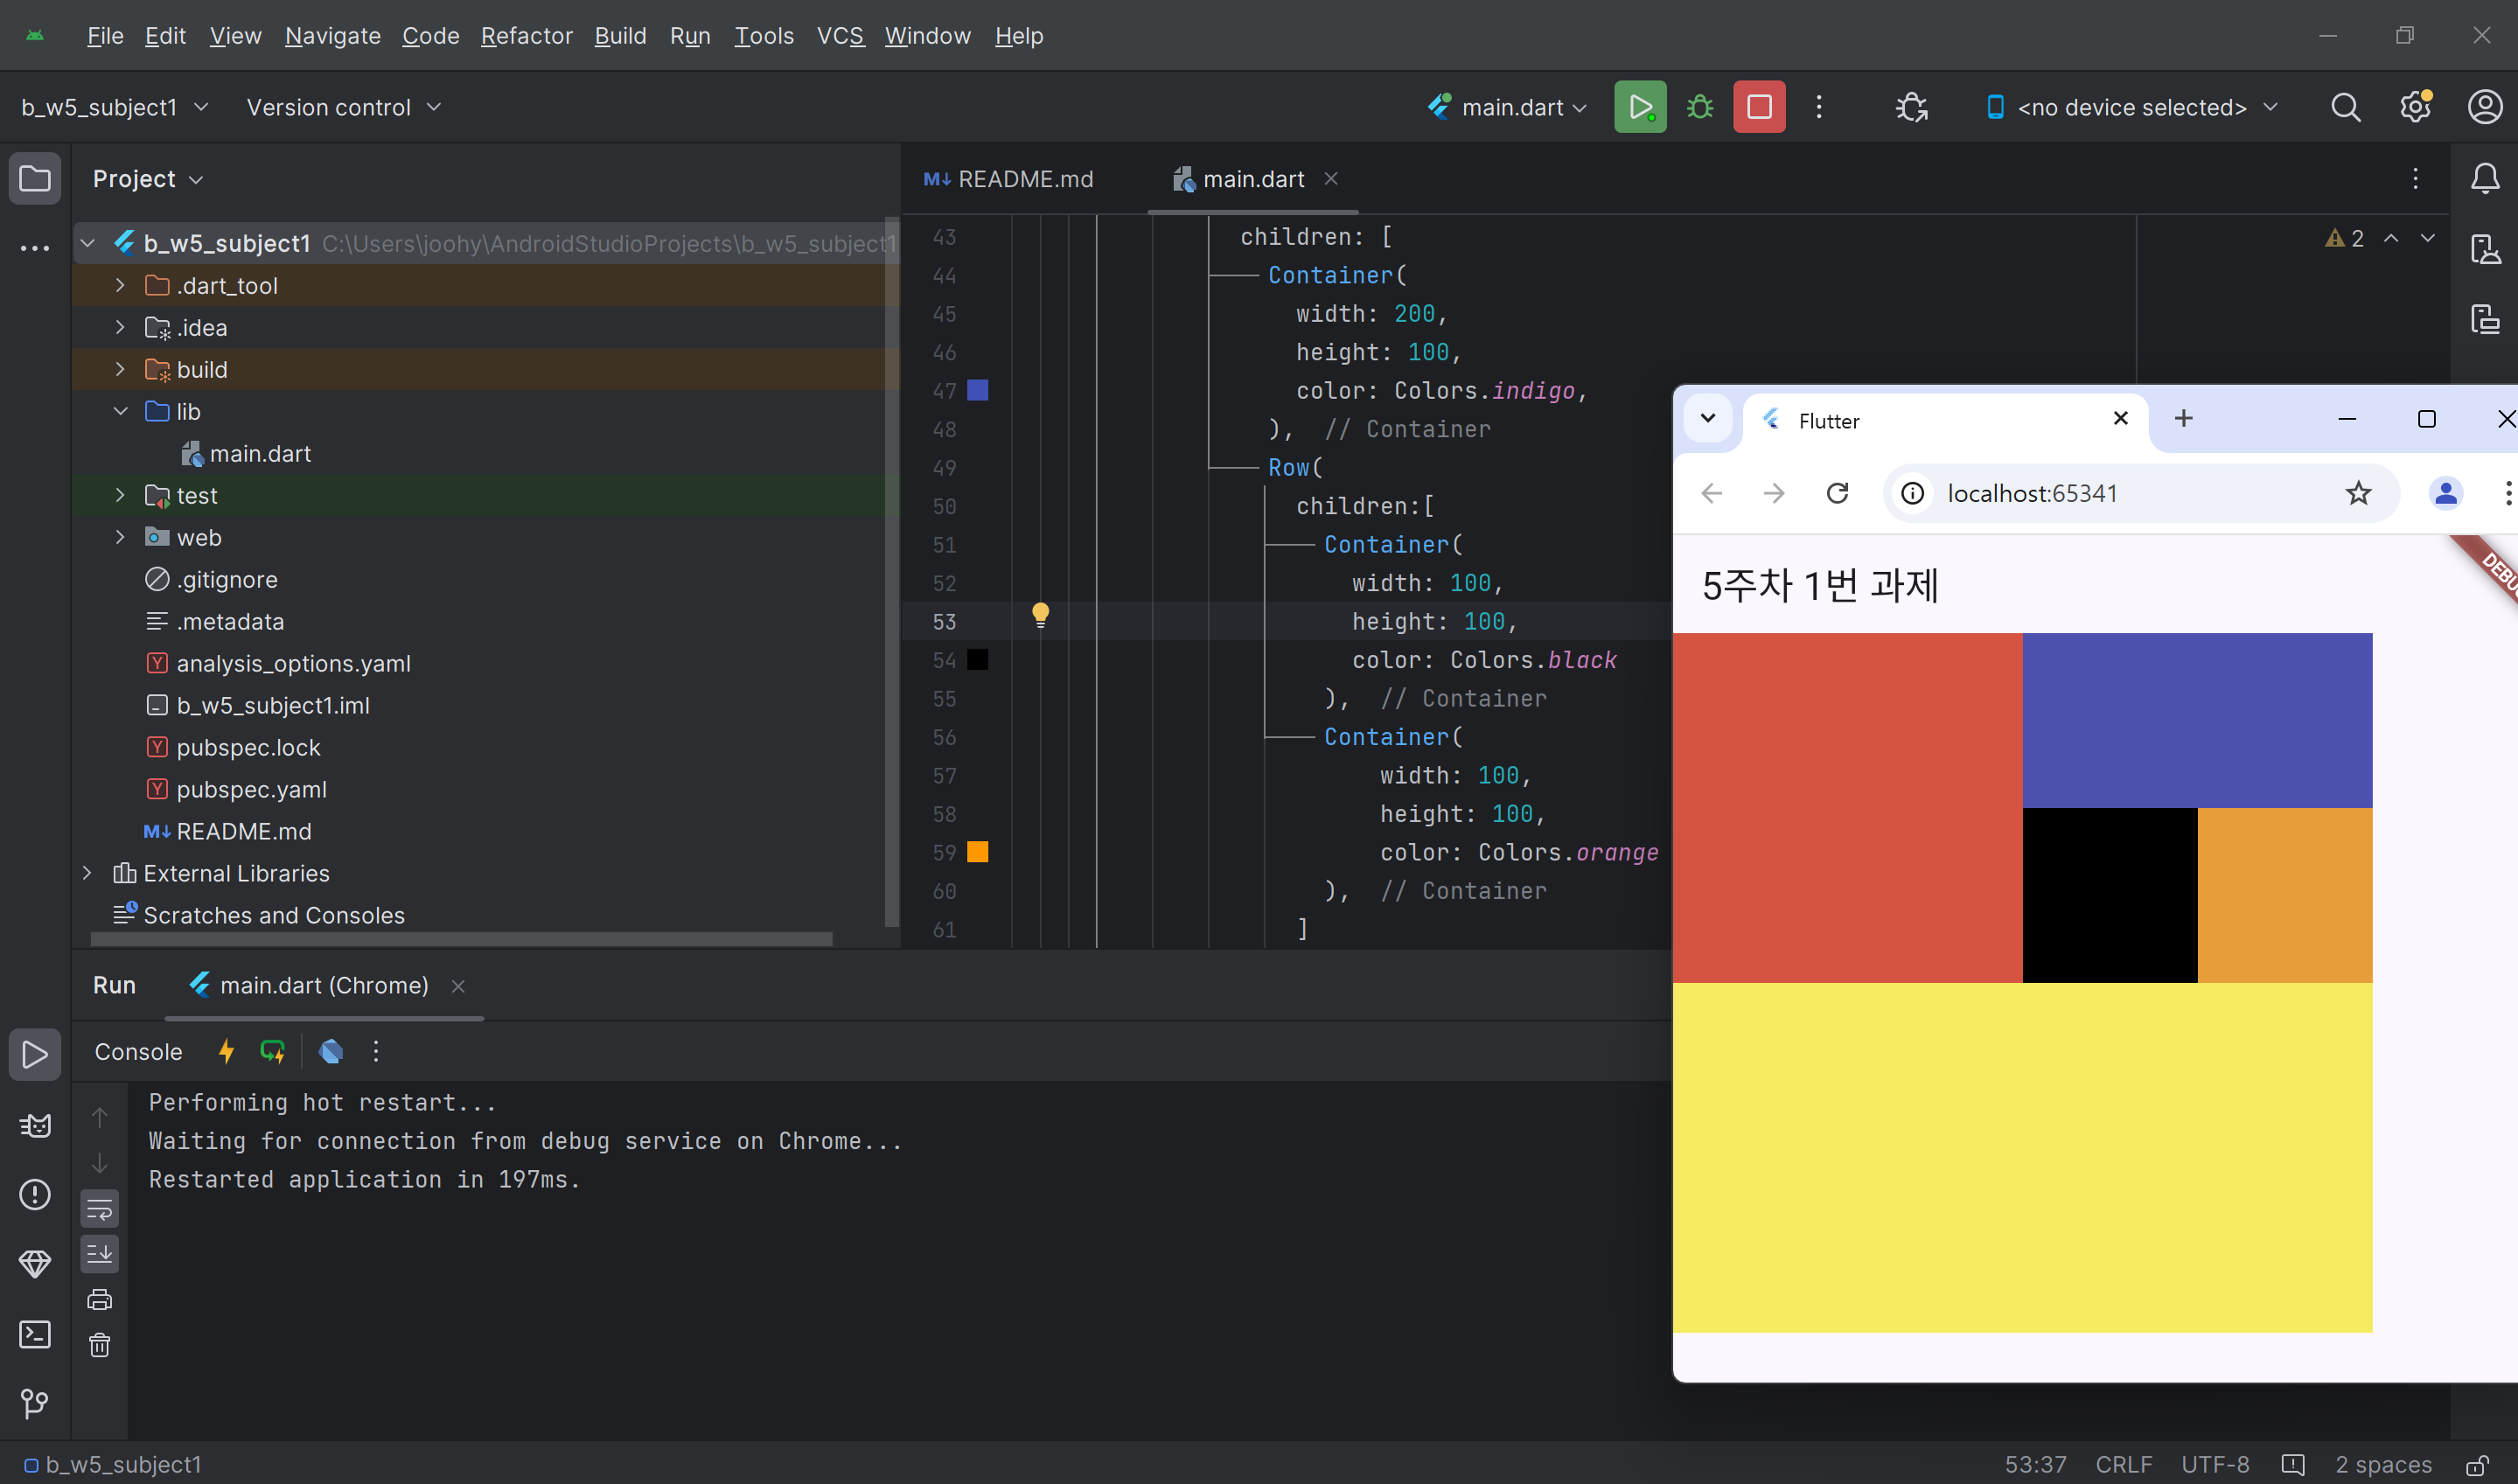 File Edit View Navigate Code Refactor Build Run Tools VCS Window Help
b_w5_subject1 Version control main.dart <no device selected>
Project
b_w5_subject1 C:\Users\joohy\AndroidStudioProjects\b_w5_subject1
.dart_tool
.idea
build
lib
main.dart
test
web
.gitignore
.metadata
analysis_options.yaml
b_w5_subject1.iml
pubspec.lock
pubspec.yaml
README.md
External Libraries
Scratches and Consoles
README.md main.dart
2
43 children: [
44 Container(
45 width: 200,
46 height: 100,
47 color: Colors.indigo,
48 ), // Container
49 Row(
50 children:[
51 Container(
52 width: 100,
53 height: 100,
54 color: Colors.black
55 ), // Container
56 Container(
57 width: 100,
58 height: 100,
59 color: Colors.orange
60 ), // Container
61 ]
Flutter
localhost:65341
5주차 1번 과제
DEBU
Run main.dart (Chrome)
Console
Performing hot restart...
Waiting for connection from debug service on Chrome...
Restarted application in 197ms.
b_w5_subject1 53:37 CRLF UTF-8 2 spaces